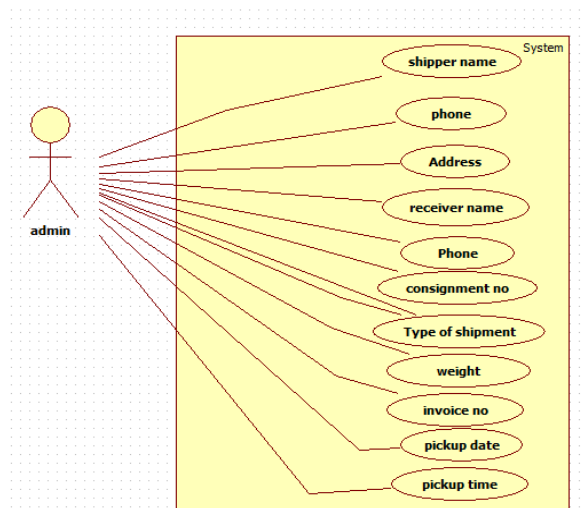 System
shipper name
phone
Address
receiver name
admin
Phone
consignment no
Type of shipment
weight
invoice no
pickup date
pickup time